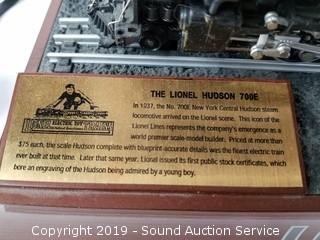 THE LIONEL HUDSON 700E
In 1937, the No. 700E New York Central Hudson steam
locomotive arrived on the Lionel scene. This icon of the
Lionel Lines represents the company's emergence as a
world premier scale-model builder. Priced at more than
$75 each, the scale Hudson complete with blueprint-accurate details was the finest electric train
ever built at that time. Later that same year, Lionel issued its first public stock certificates, which
bore an engraving of the Hudson being admired by a young boy.
Copyright 2019 - Sound Auction Service